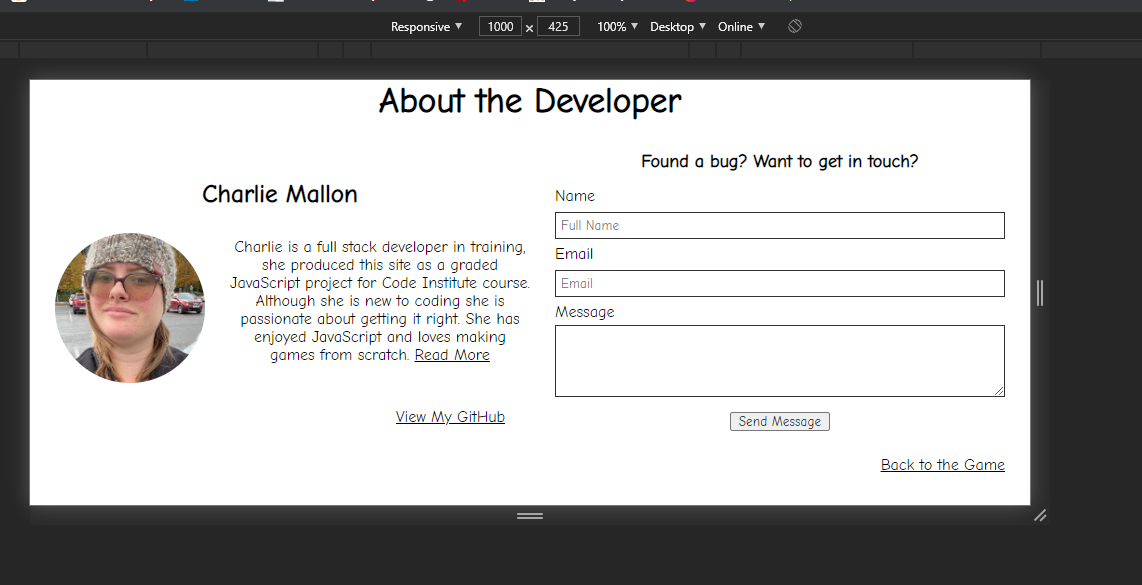 Responsive ▼ 1000 × 425 100% ▼ Desktop ▼ Online ▼
About the Developer
Charlie Mallon
Charlie is a full stack developer in training,
she produced this site as a graded
JavaScript project for Code Institute course.
Although she is new to coding she is
passionate about getting it right. She has
enjoyed JavaScript and loves making
games from scratch. Read More
View My GitHub
Found a bug? Want to get in touch?
Name
Full Name
Email
Email
Message
Send Message
Back to the Game